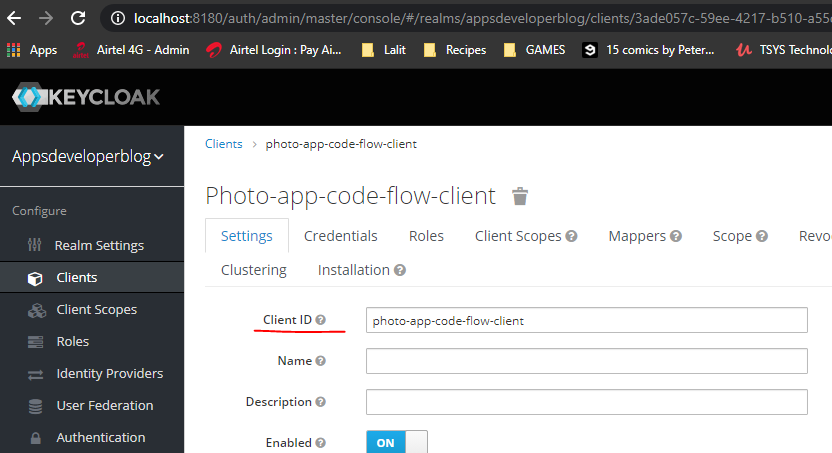 localhost:8180/auth/admin/master/console/#/realms/appsdeveloperblog/clients/3ade057c-59ee-4217-b510-a55
Apps Airtel 4G - Admin Airtel Login : Pay Ai... Lalit Recipes GAMES 15 comics by Peter... TSYS Technolo
KEYCLOAK
Appsdeveloperblog
Configure
Realm Settings
Clients
Client Scopes
Roles
Identity Providers
User Federation
Authentication
Clients > photo-app-code-flow-client
Photo-app-code-flow-client
Settings Credentials Roles Client Scopes Mappers Scope Revo
Clustering Installation
Client ID photo-app-code-flow-client
Name
Description
Enabled ON